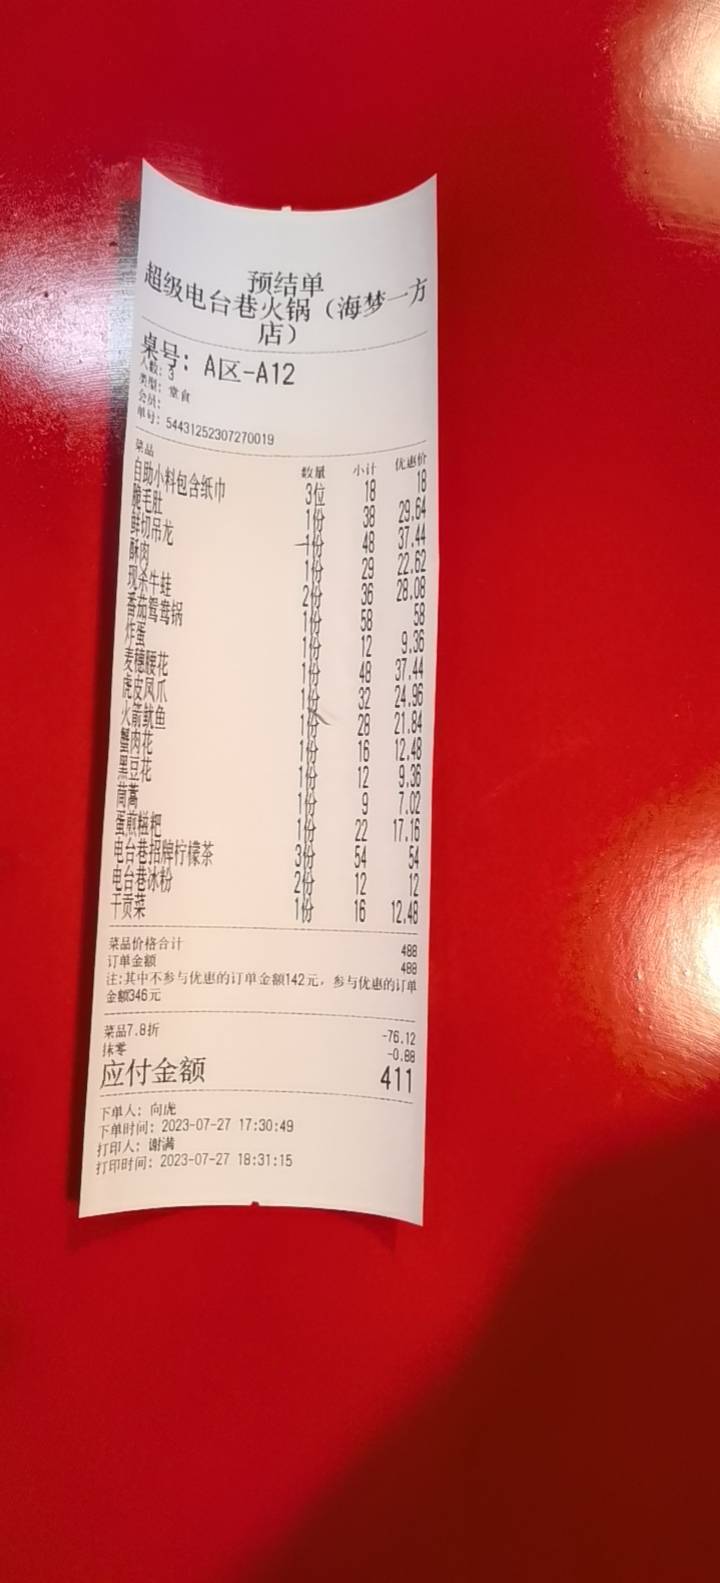 预结单
超级电台巷火锅（海梦一方
店）
桌号：A区-A12
人数：3
类型：堂食
会员：
单号：54431252307270019
菜品 数量 小计 优惠价
自助小料包含纸巾 3位 18 18
脆毛肚 1份 38 29.64
鲜切吊龙 1份 48 37.44
酥肉 1份 29 22.62
现杀牛蛙 2份 36 28.08
番茄鸳鸯锅 1份 58 58
炸蛋 1份 12 9.36
麦穗腰花 1份 48 37.44
虎皮凤爪 1份 32 24.96
火箭鱿鱼 1份 28 21.84
蟹肉花 1份 16 12.48
黑豆花 1份 12 9.36
茼蒿 1份 9 7.02
蛋煎糍粑 1份 22 17.16
电台巷招牌柠檬茶 3份 54 54
电台巷冰粉 2份 12 12
干贡菜 1份 16 12.48
菜品价格合计 488
订单金额 488
注:其中不参与优惠的订单金额142元，参与优惠的订单
金额346元
菜品7.8折 -76.12
抹零 -0.88
应付金额 411
下单人：向虎
下单时间：2023-07-27 17:30:49
打印人：谢满
打印时间：2023-07-27 18:31:15